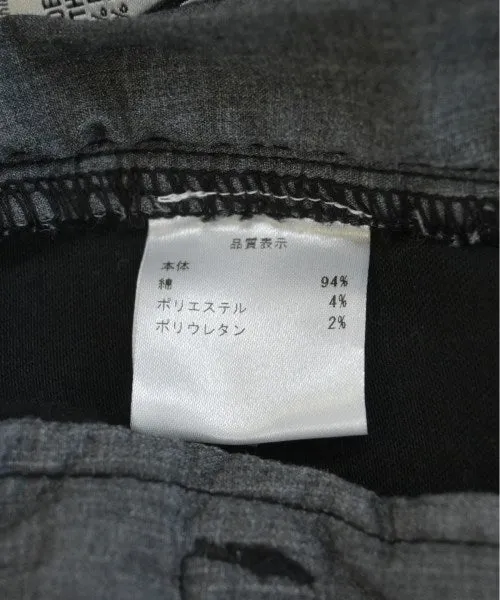 品質表示
本体
綿 94%
ポリエステル 4%
ポリウレタン 2%